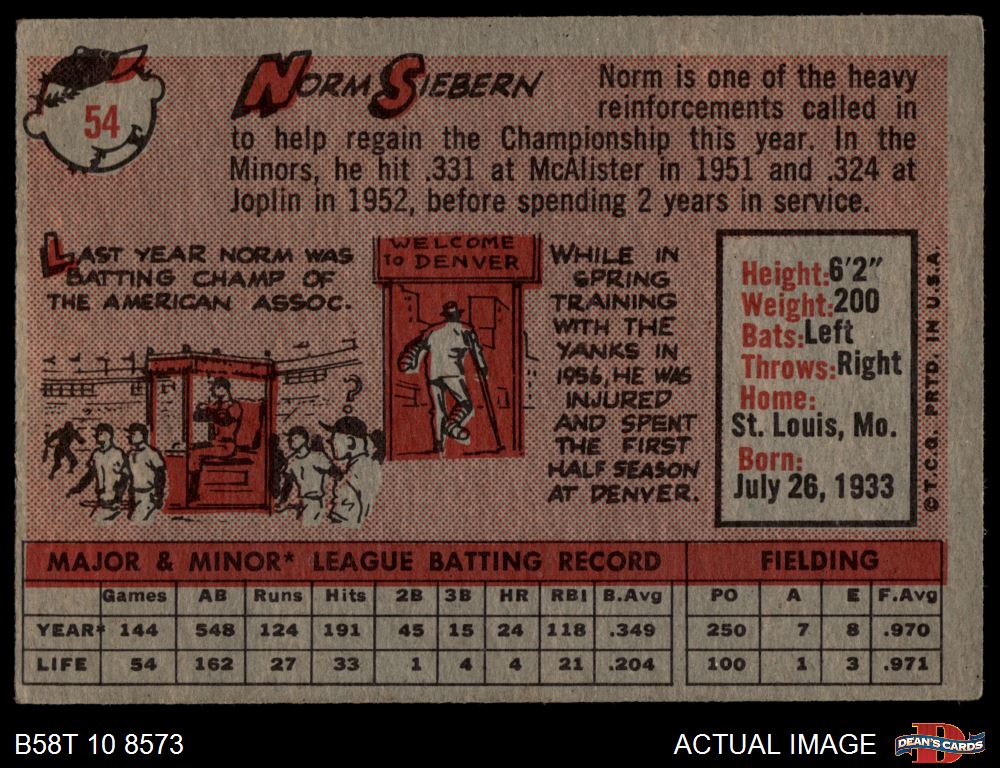 54
NORM SIEBERN
Norm is one of the heavy
reinforcements called in
to help regain the Championship this year. In the
Minors, he hit .331 at McAlister in 1951 and .324 at
Joplin in 1952, before spending 2 years in service.
LAST YEAR NORM WAS
BATTING CHAMP OF
THE AMERICAN ASSOC.
?
WELCOME
TO DENVER
WHILE IN
SPRING
TRAINING
WITH THE
YANKS IN
1956, HE WAS
INJURED
AND SPENT
THE FIRST
HALF SEASON
AT DENVER.
Height: 6'2"
Weight: 200
Bats: Left
Throws: Right
Home:
St. Louis, Mo.
Born:
July 26, 1933
© T.C.G. PRTD. IN U.S.A.
MAJOR & MINOR* LEAGUE BATTING RECORD FIELDING
Games AB Runs Hits 2B 3B HR RBI B.Avg PO A E F.Avg
YEAR* 144 548 124 191 45 15 24 118 .349 250 7 8 .970
LIFE 54 162 27 33 1 4 4 21 .204 100 1 3 .971
B58T 10 8573
ACTUAL IMAGE
D
DEAN'S CARDS